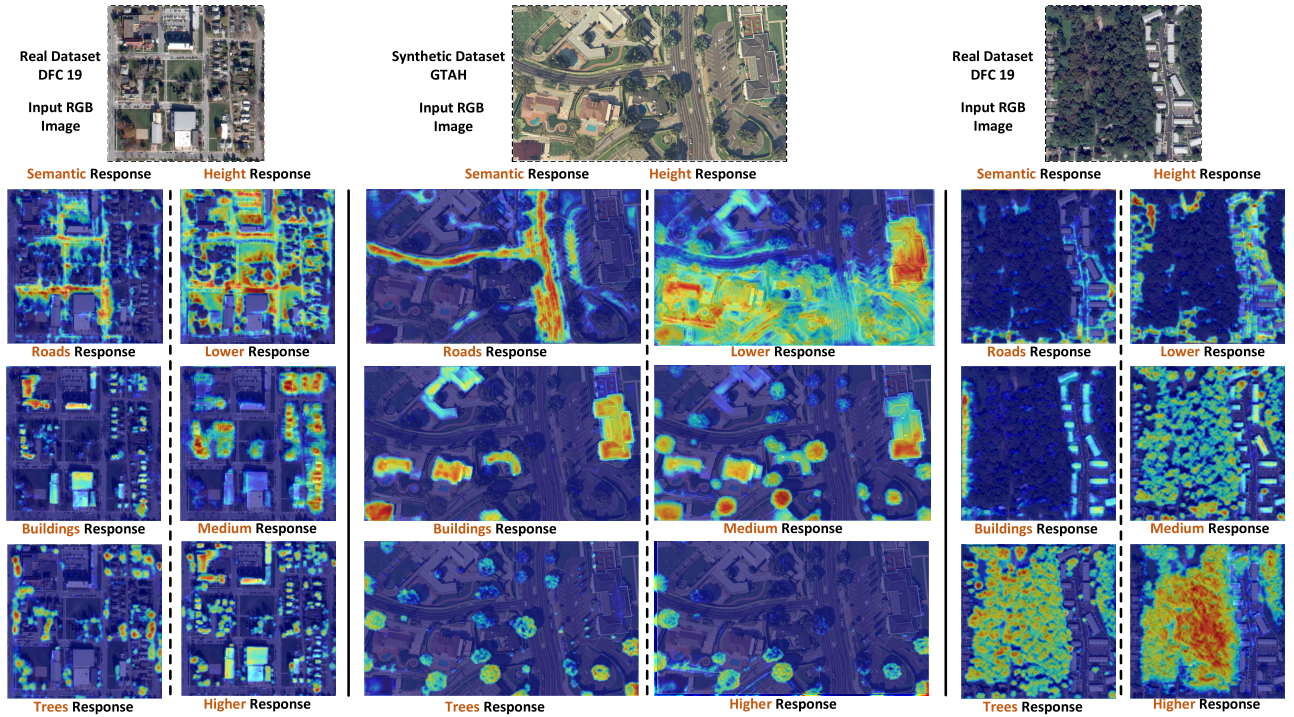 Real Dataset
DFC 19
Input RGB
Image
Synthetic Dataset
GTAH
Input RGB
Image
Real Dataset
DFC 19
Input RGB
Image
Semantic Response
Height Response
Semantic Response
Height Response
Semantic Response
Height Response
Roads Response
Lower Response
Roads Response
Lower Response
Roads Response
Lower Response
Buildings Response
Medium Response
Buildings Response
Medium Response
Buildings Response
Medium Response
Trees Response
Higher Response
Trees Response
Higher Response
Trees Response
Higher Response